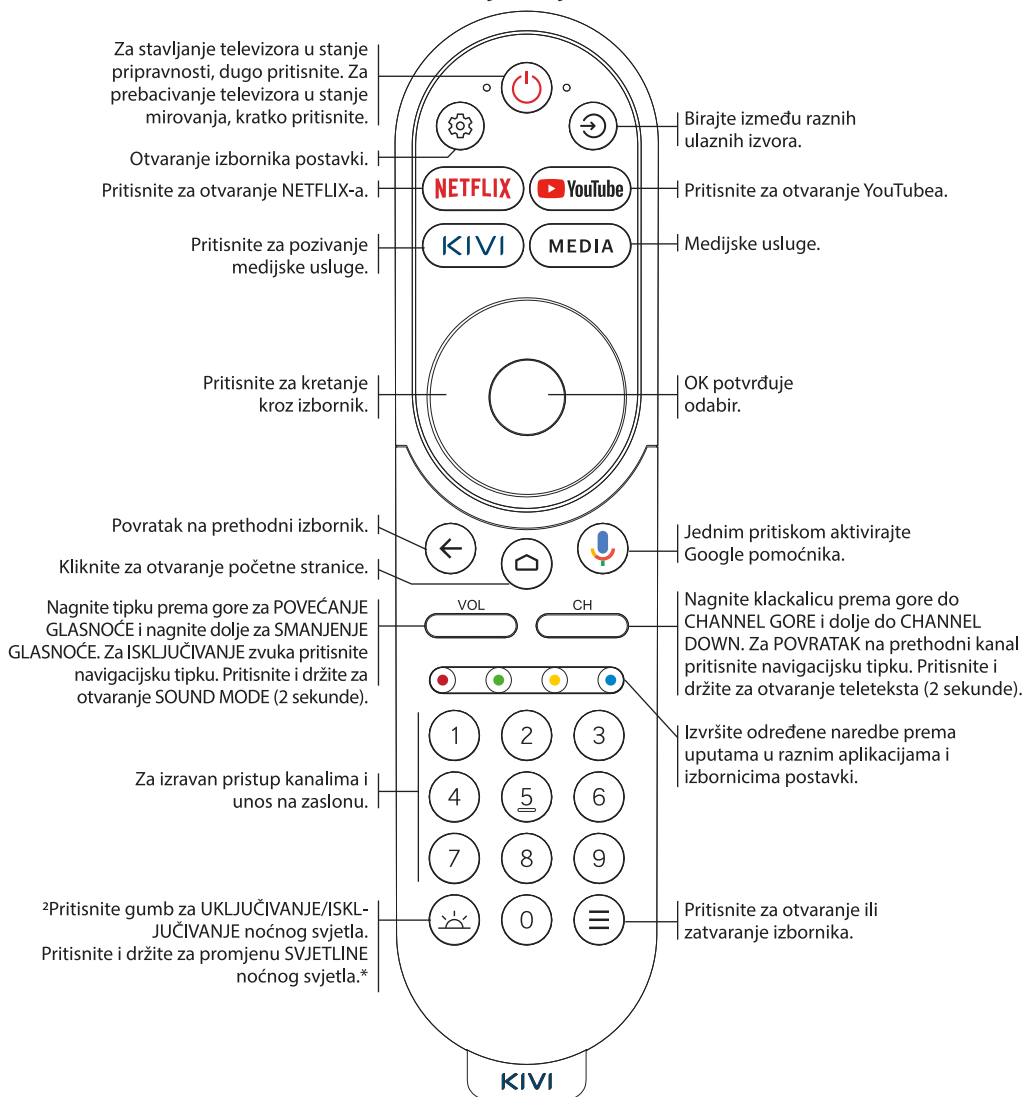 Za stavljanje televizora u stanje
pripravnosti, dugo pritisnite. Za
prebacivanje televizora u stanje
mirovanja, kratko pritisnite.
Birajte između raznih
ulaznih izvora.
Otvaranje izbornika postavki.
Pritisnite za otvaranje NETFLIX-a.
NETFLIX
YouTube
Pritisnite za otvaranje YouTubea.
Pritisnite za pozivanje
medijske usluge.
KIVI
MEDIA
Medijske usluge.
Pritisnite za kretanje
kroz izbornik.
OK potvrđuje
odabir.
Povratak na prethodni izbornik.
Jednim pritiskom aktivirajte
Google pomoćnika.
Kliknite za otvaranje početne stranice.
Nagnite tipku prema gore za POVEĆANJE
GLASNOĆE i nagnite dolje za SMANJENJE
GLASNOĆE. Za ISKLJUČIVANJE zvuka pritisnite
navigacijsku tipku. Pritisnite i držite za
otvaranje SOUND MODE (2 sekunde).
VOL
CH
Nagnite klackalicu prema gore do
CHANNEL GORE i dolje do CHANNEL
DOWN. Za POVRATAK na prethodni kanal
pritisnite navigacijsku tipku. Pritisnite i
držite za otvaranje teleteksta (2 sekunde).
Izvršite određene naredbe prema
uputama u raznim aplikacijama i
izbornicima postavki.
Za izravan pristup kanalima i
unos na zaslonu.
1 2 3
4 5 6
7 8 9
0
²Pritisnite gumb za UKLJUČIVANJE/ISKL-
JUČIVANJE noćnog svjetla.
Pritisnite i držite za promjenu SVJETLINE
noćnog svjetla.*
Pritisnite za otvaranje ili
zatvaranje izbornika.
KIVI